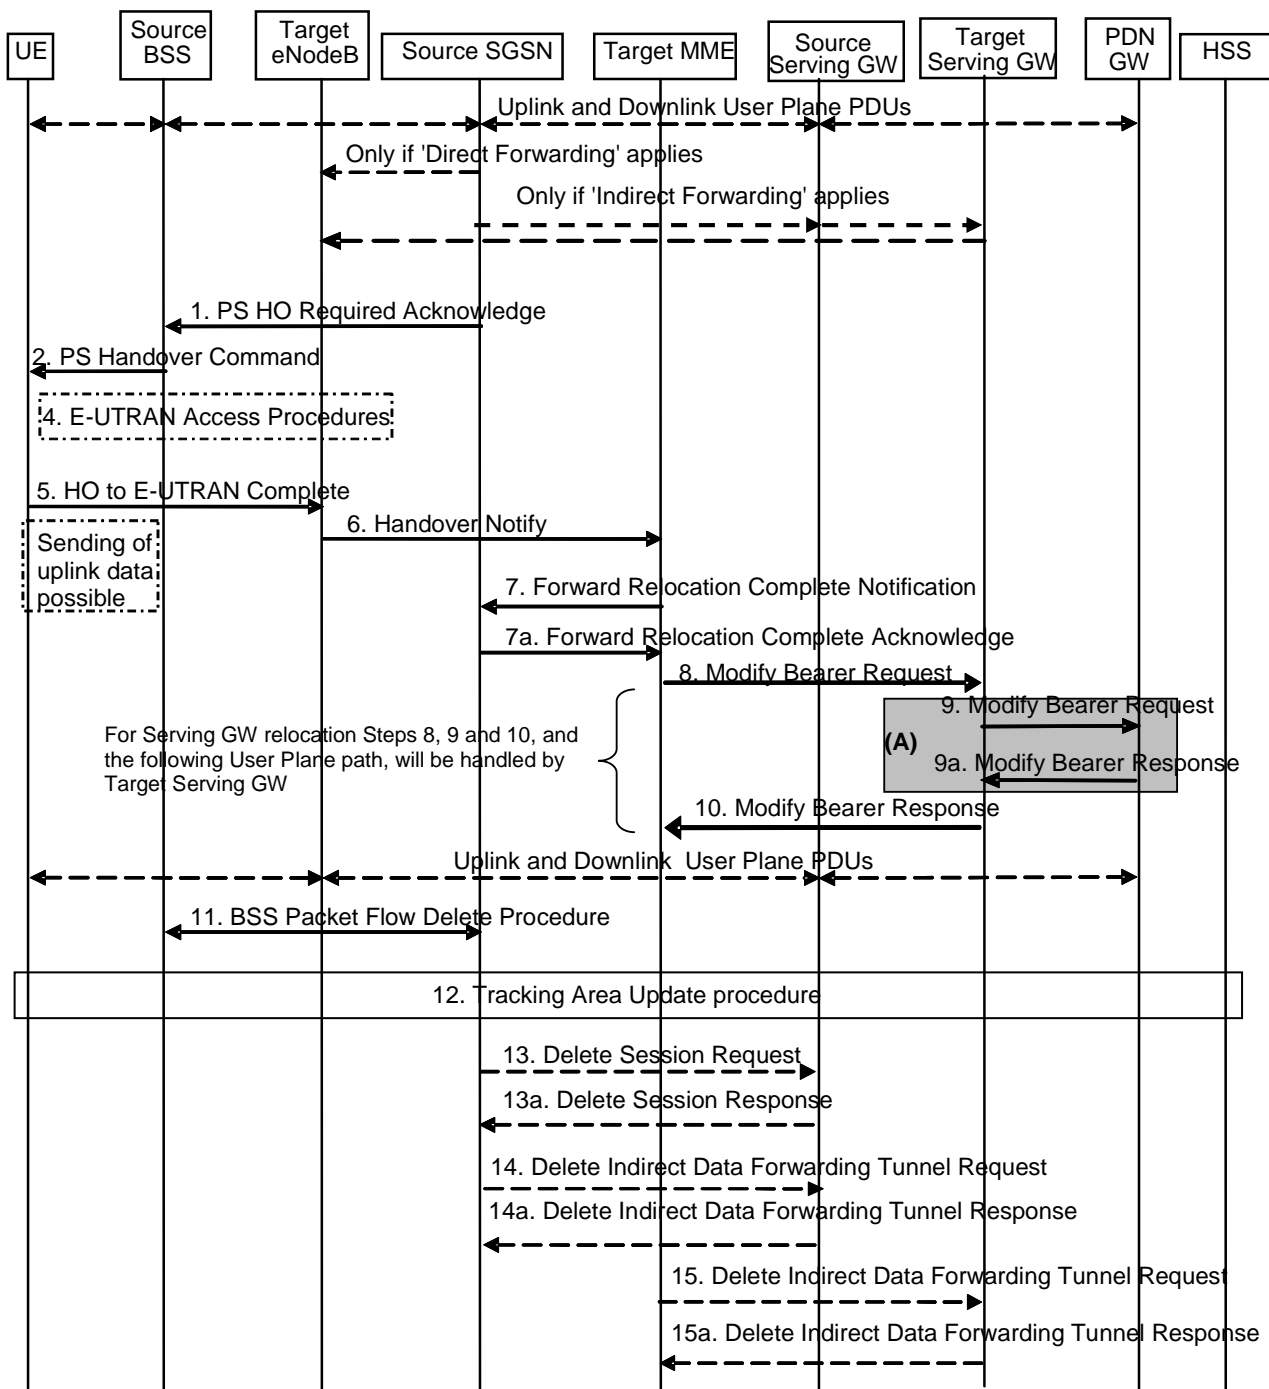 UE
Source
BSS
Target
eNodeB
Source SGSN
Target MME
Source
Serving GW
Target
Serving GW
PDN
GW
HSS
Uplink and Downlink User Plane PDUs
Only if 'Direct Forwarding' applies
Only if 'Indirect Forwarding' applies
1. PS HO Required Acknowledge
2. PS Handover Command
4. E-UTRAN Access Procedures
5. HO to E-UTRAN Complete
6. Handover Notify
Sending of
uplink data
possible
7. Forward Relocation Complete Notification
7a. Forward Relocation Complete Acknowledge
8. Modify Bearer Request
9. Modify Bearer Request
(A)
9a. Modify Bearer Response
For Serving GW relocation Steps 8, 9 and 10, and
the following User Plane path, will be handled by
Target Serving GW
10. Modify Bearer Response
Uplink and Downlink User Plane PDUs
11. BSS Packet Flow Delete Procedure
12. Tracking Area Update procedure
13. Delete Session Request
13a. Delete Session Response
14. Delete Indirect Data Forwarding Tunnel Request
14a. Delete Indirect Data Forwarding Tunnel Response
15. Delete Indirect Data Forwarding Tunnel Request
15a. Delete Indirect Data Forwarding Tunnel Response